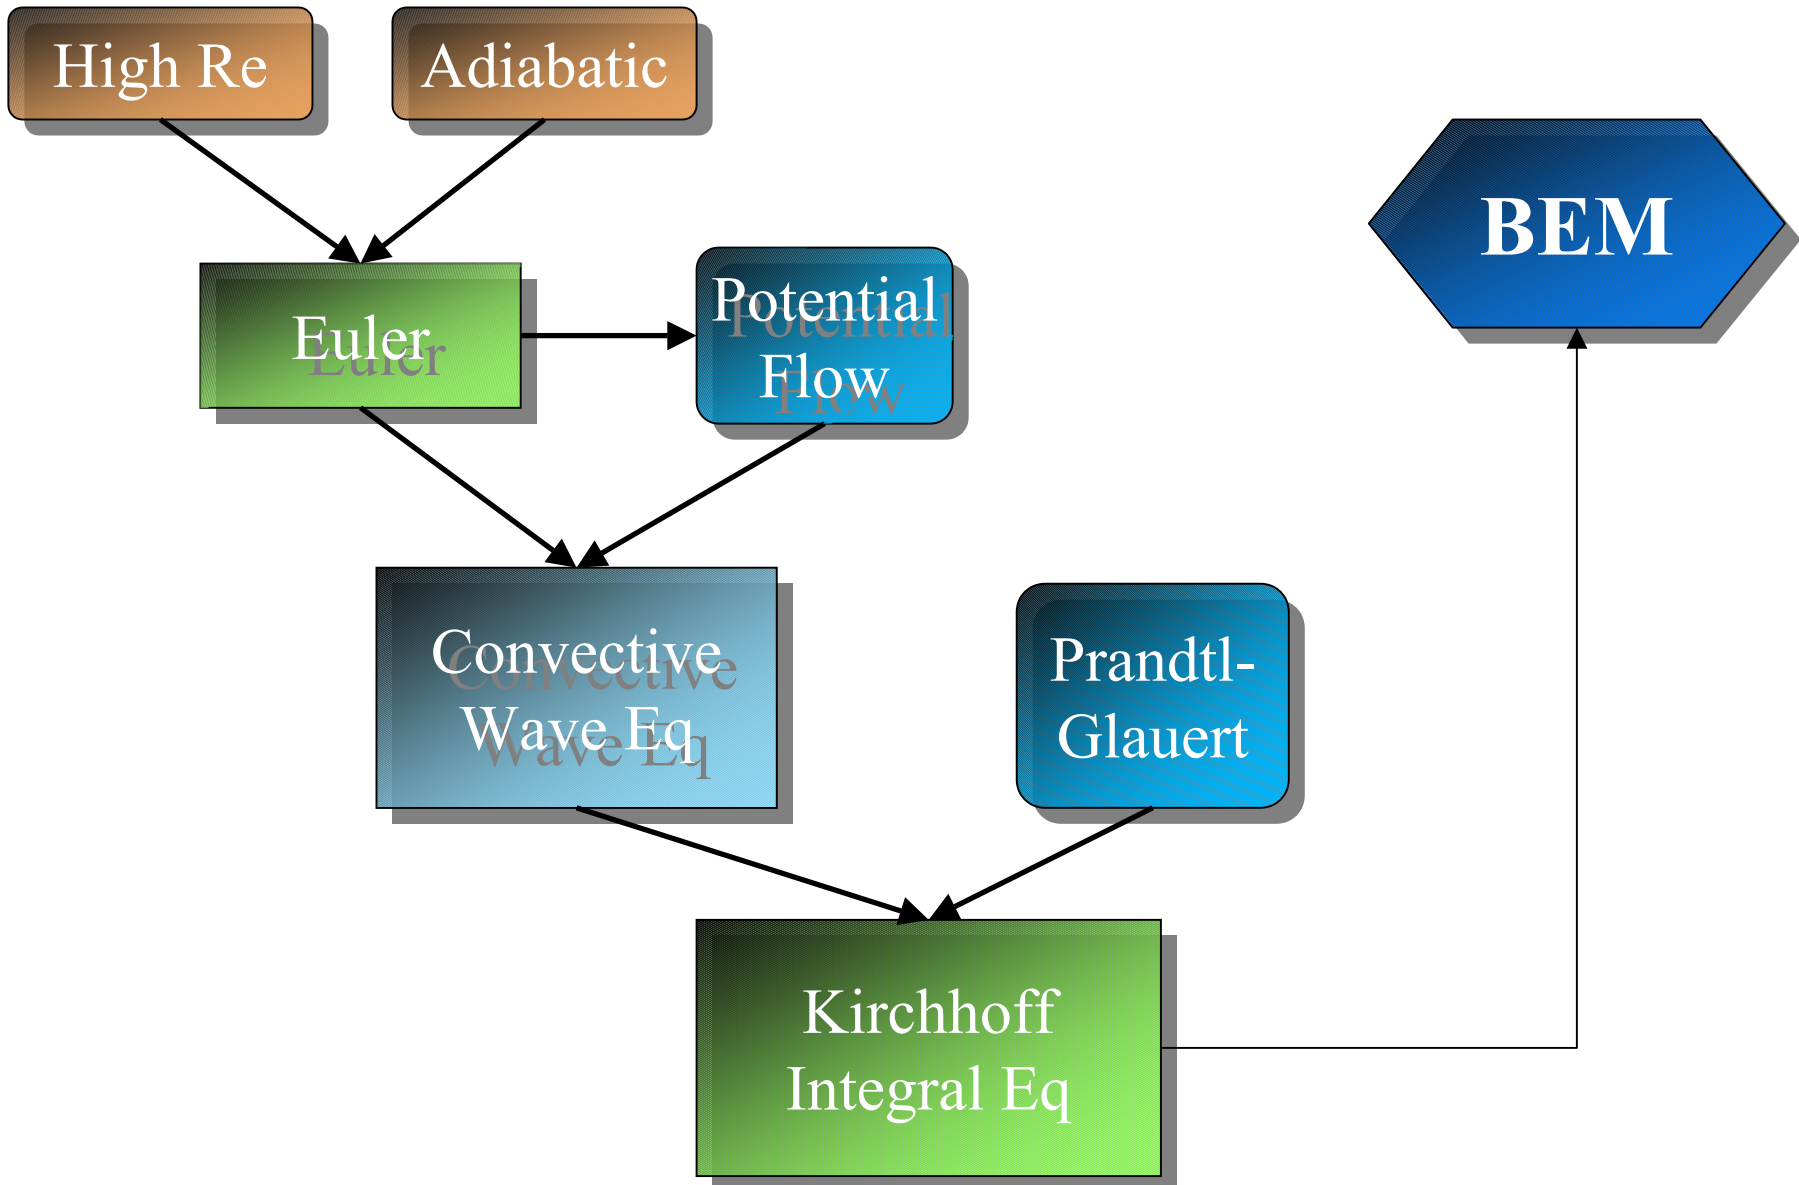 High Re
Adiabatic
BEM
Euler
Potential
Flow
Convective
Wave Eq
Prandtl-
Glauert
Kirchhoff
Integral Eq